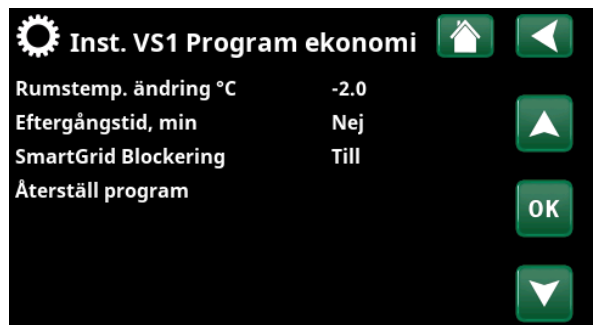 Inst. VS1 Program ekonomi
Rumstemp. ändring °C -2.0
Eftergångstid, min Nej
SmartGrid Blockering Till
Återställ program
OK